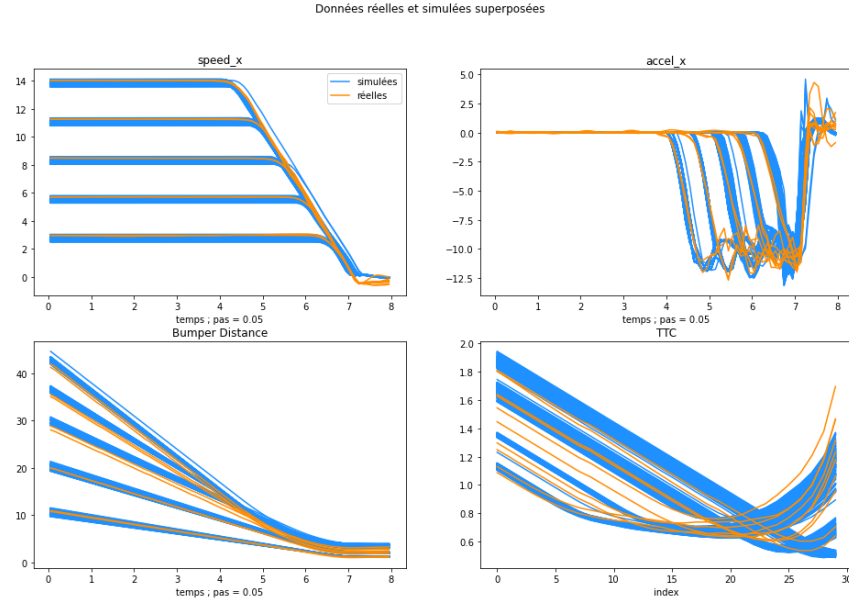 Données réelles et simulées superposées
speed_x
simulées
réelles
14
12
10
8
6
4
2
0
0 1 2 3 4 5 6 7 8
temps ; pas = 0.05
accel_x
5.0
2.5
0.0
−2.5
−5.0
−7.5
−10.0
−12.5
0 1 2 3 4 5 6 7 8
temps ; pas = 0.05
Bumper Distance
40
30
20
10
0
0 1 2 3 4 5 6 7 8
temps ; pas = 0.05
TTC
2.0
1.8
1.6
1.4
1.2
1.0
0.8
0.6
0 5 10 15 20 25 30
index